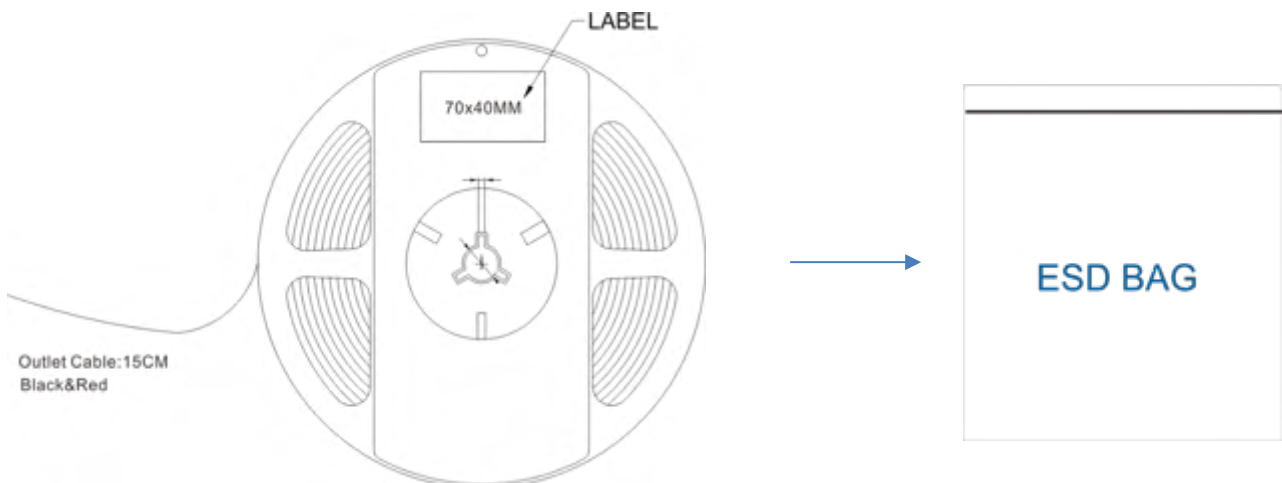 LABEL
70x40MM
ESD BAG
Outlet Cable:15CM
Black&Red